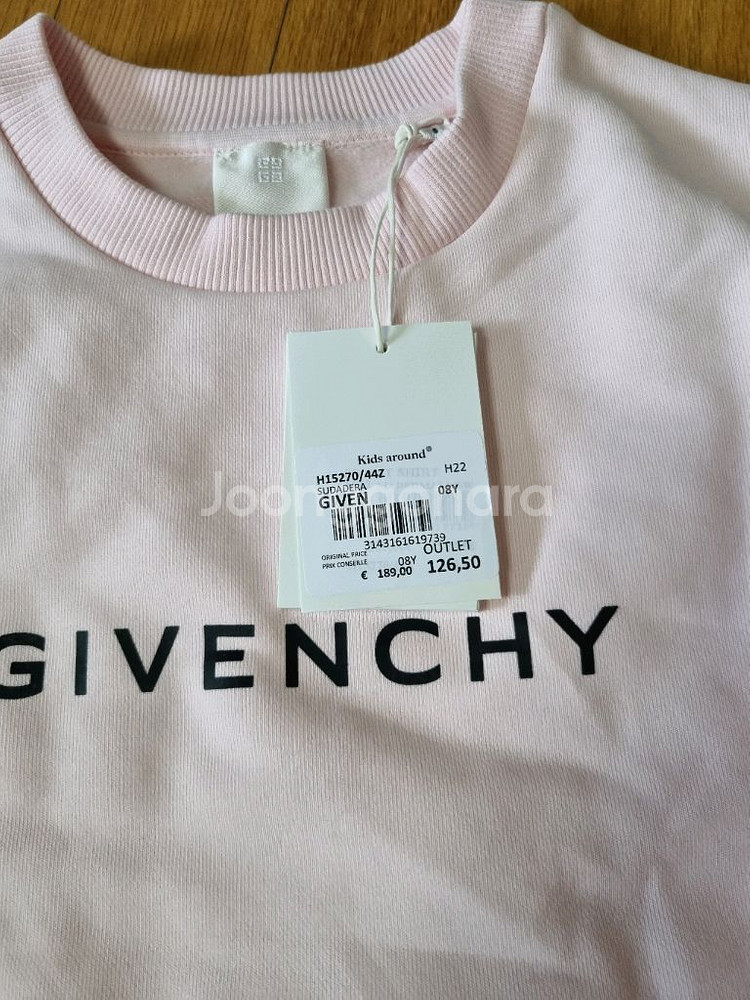 Kids around®
H15270/44Z H22
SUDADERA
GIVEN 08Y
3143161619739
OUTLET
ORIGINAL PRICE
PRIX CONSEILLE 08Y
€ 189,00 126,50
GIVENCHY